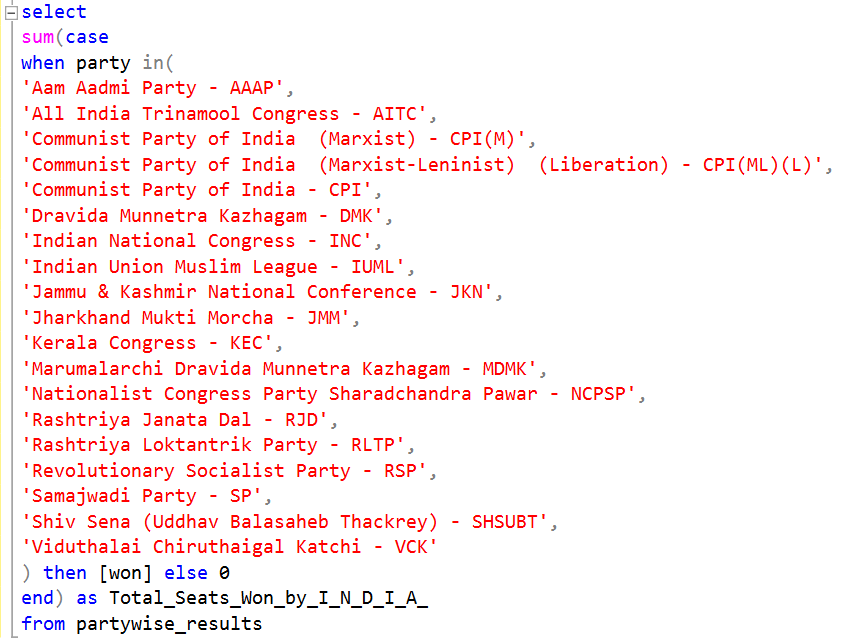 select
sum(case
when party in(
'Aam Aadmi Party - AAAP',
'All India Trinamool Congress - AITC',
'Communist Party of India  (Marxist) - CPI(M)',
'Communist Party of India  (Marxist-Leninist)  (Liberation) - CPI(ML)(L)',
'Communist Party of India - CPI',
'Dravida Munnetra Kazhagam - DMK',
'Indian National Congress - INC',
'Indian Union Muslim League - IUML',
'Jammu & Kashmir National Conference - JKN',
'Jharkhand Mukti Morcha - JMM',
'Kerala Congress - KEC',
'Marumalarchi Dravida Munnetra Kazhagam - MDMK',
'Nationalist Congress Party Sharadchandra Pawar - NCPSP',
'Rashtriya Janata Dal - RJD',
'Rashtriya Loktantrik Party - RLTP',
'Revolutionary Socialist Party - RSP',
'Samajwadi Party - SP',
'Shiv Sena (Uddhav Balasaheb Thackrey) - SHSUBT',
'Viduthalai Chiruthaigal Katchi - VCK'
) then [won] else 0
end) as Total_Seats_Won_by_I_N_D_I_A_
from partywise_results